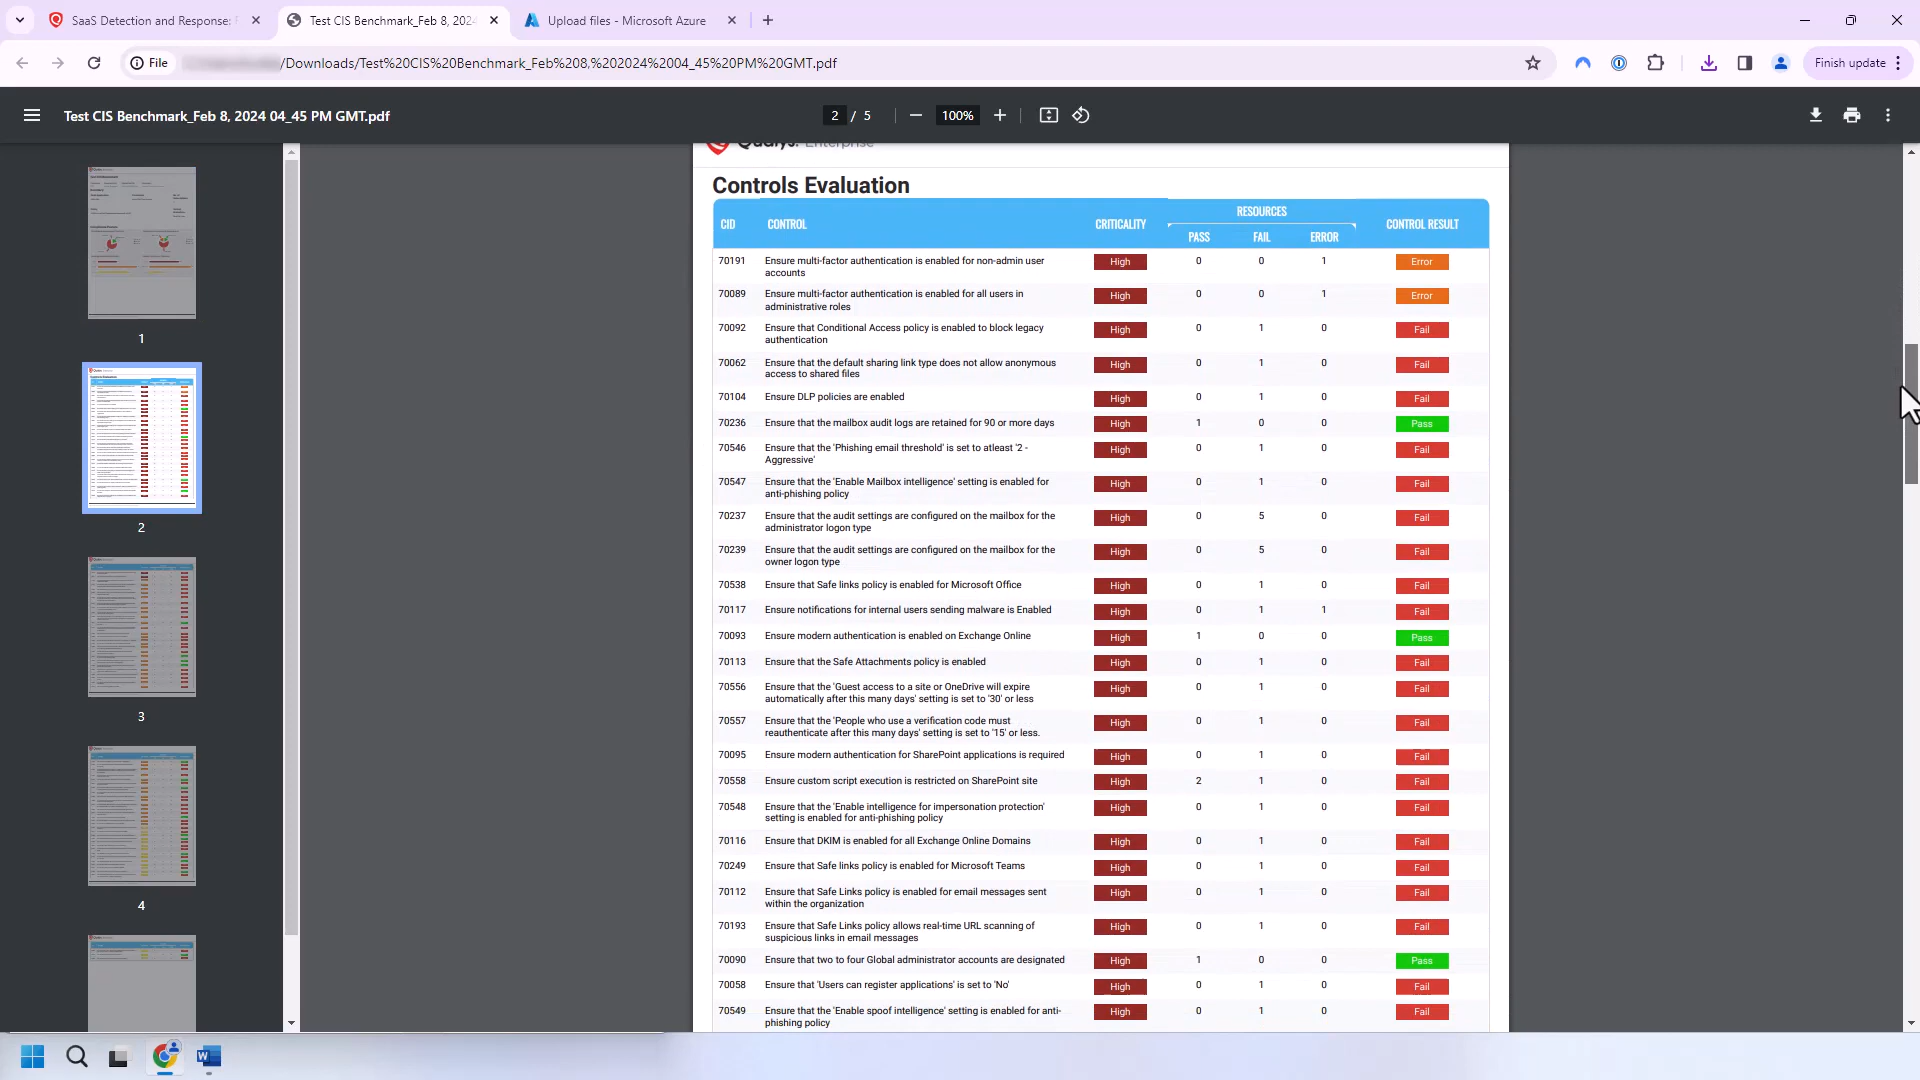 SaaS Detection and Response: 
Test CIS Benchmark_Feb 8, 202
Upload files - Microsoft Azure
File
/Downloads/Test%20CIS%20Benchmark_Feb%208,%202024%2004_45%20PM%20GMT.pdf
Finish update
Test CIS Benchmark_Feb 8, 2024 04_45 PM GMT.pdf
2 / 5
100%
Qualys. Enterprise
Controls Evaluation
CID CONTROL CRITICALITY RESOURCES CONTROL RESULT
PASS FAIL ERROR
70191 Ensure multi-factor authentication is enabled for non-admin user High 0 0 1 Error
accounts
70089 Ensure multi-factor authentication is enabled for all users in High 0 0 1 Error
administrative roles
70092 Ensure that Conditional Access policy is enabled to block legacy High 0 1 0 Fail
authentication
70062 Ensure that the default sharing link type does not allow anonymous High 0 1 0 Fail
access to shared files
70104 Ensure DLP policies are enabled High 0 1 0 Fail
70236 Ensure that the mailbox audit logs are retained for 90 or more days High 1 0 0 Pass
70546 Ensure that the 'Phishing email threshold' is set to atleast '2 - High 0 1 0 Fail
Aggressive'
70547 Ensure that the 'Enable Mailbox intelligence' setting is enabled for High 0 1 0 Fail
anti-phishing policy
70237 Ensure that the audit settings are configured on the mailbox for the High 0 5 0 Fail
administrator logon type
70239 Ensure that the audit settings are configured on the mailbox for the High 0 5 0 Fail
owner logon type
70538 Ensure that Safe links policy is enabled for Microsoft Office High 0 1 0 Fail
70117 Ensure notifications for internal users sending malware is Enabled High 0 1 1 Fail
70093 Ensure modern authentication is enabled on Exchange Online High 1 0 0 Pass
70113 Ensure that the Safe Attachments policy is enabled High 0 1 0 Fail
70556 Ensure that the 'Guest access to a site or OneDrive will expire High 0 1 0 Fail
automatically after this many days' setting is set to '30' or less
70557 Ensure that the 'People who use a verification code must High 0 1 0 Fail
reauthenticate after this many days' setting is set to '15' or less.
70095 Ensure modern authentication for SharePoint applications is required High 0 1 0 Fail
70558 Ensure custom script execution is restricted on SharePoint site High 2 1 0 Fail
70548 Ensure that the 'Enable intelligence for impersonation protection' High 0 1 0 Fail
setting is enabled for anti-phishing policy
70116 Ensure that DKIM is enabled for all Exchange Online Domains High 0 1 0 Fail
70249 Ensure that Safe links policy is enabled for Microsoft Teams High 0 1 0 Fail
70112 Ensure that Safe Links policy is enabled for email messages sent High 0 1 0 Fail
within the organization
70193 Ensure that Safe Links policy allows real-time URL scanning of High 0 1 0 Fail
suspicious links in email messages
70090 Ensure that two to four Global administrator accounts are designated High 1 0 0 Pass
70058 Ensure that 'Users can register applications' is set to 'No' High 0 1 0 Fail
70549 Ensure that the 'Enable spoof intelligence' setting is enabled for anti- High 0 1 0 Fail
phishing policy
1
2
3
4